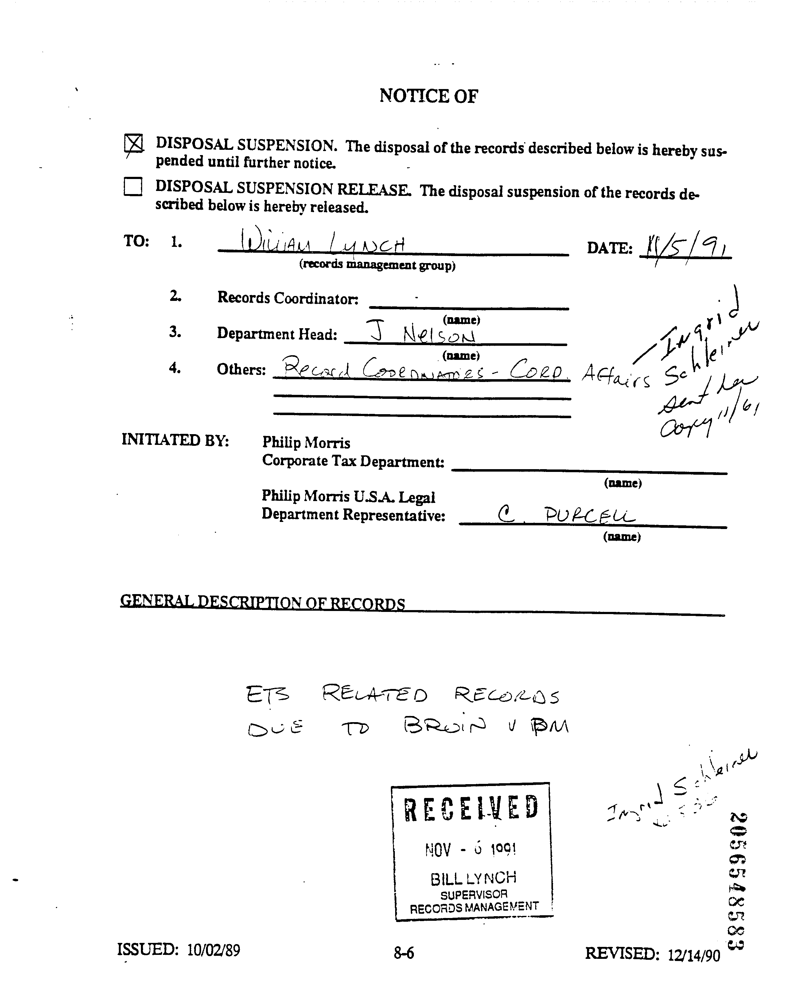 NOTICE OF
DISPOSAL SUSPENSION. The disposal of the records described below is hereby sus-
pended until further notice.
DISPOSAL SUSPENSION RELEASE. The disposal suspension of the records de-
scribed below is hereby released.
TO: 1. William Lynch DATE: 11/5/91
(records management group)
2. Records Coordinator:
(name)
3. Department Head: J Nelson
(name)
4. Others: Record Coordinators - CORP. Affairs
Ingrid
Schleiner
sent her
copy 11/6/
INITIATED BY: Philip Morris
Corporate Tax Department:
(name)
Philip Morris U.S.A. Legal
Department Representative: C. PURCELL
(name)
GENERAL DESCRIPTION OF RECORDS
ETS RELATED RECORDS
DUE TO BROIN V PM
Ingrid Schleiner
RECEIVED
NOV - 6 1991
BILL LYNCH
SUPERVISOR
RECORDS MANAGEMENT
2056548583
ISSUED: 10/02/89 8-6 REVISED: 12/14/90